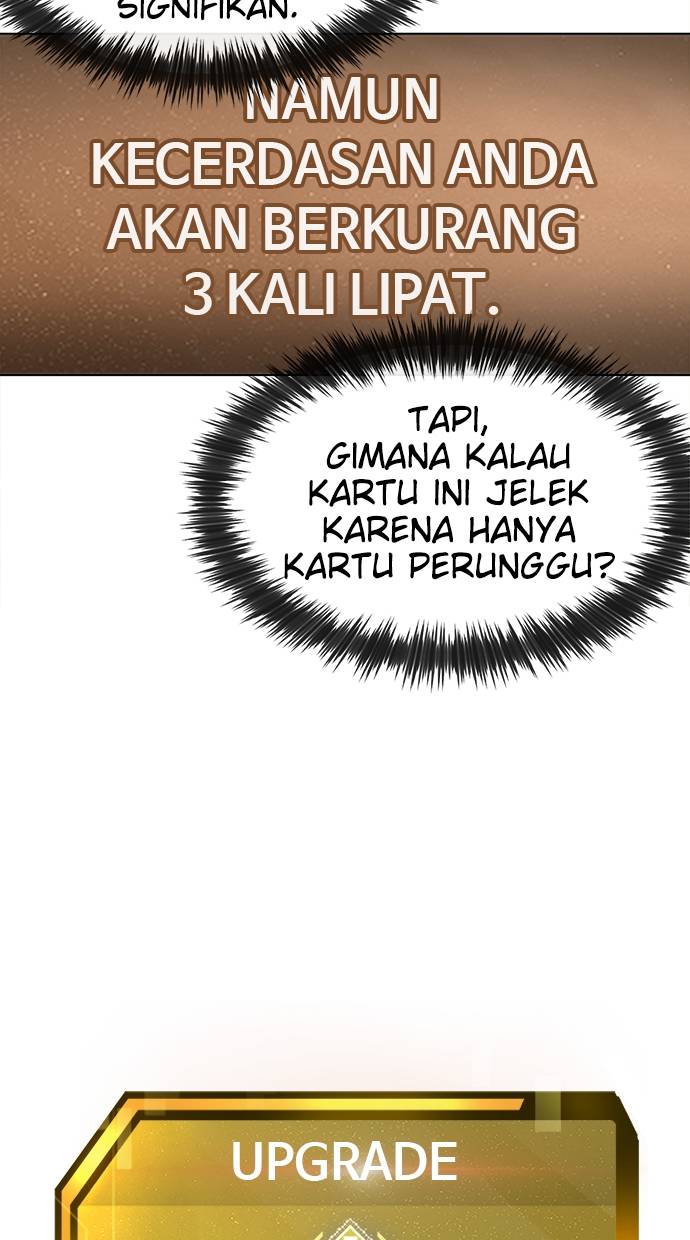 SIGNIFIKAN.
NAMUN
KECERDASAN ANDA
AKAN BERKURANG
3 KALI LIPAT.
TAPI,
GIMANA KALAU
KARTU INI JELEK
KARENA HANYA
KARTU PERUNGGU?
UPGRADE